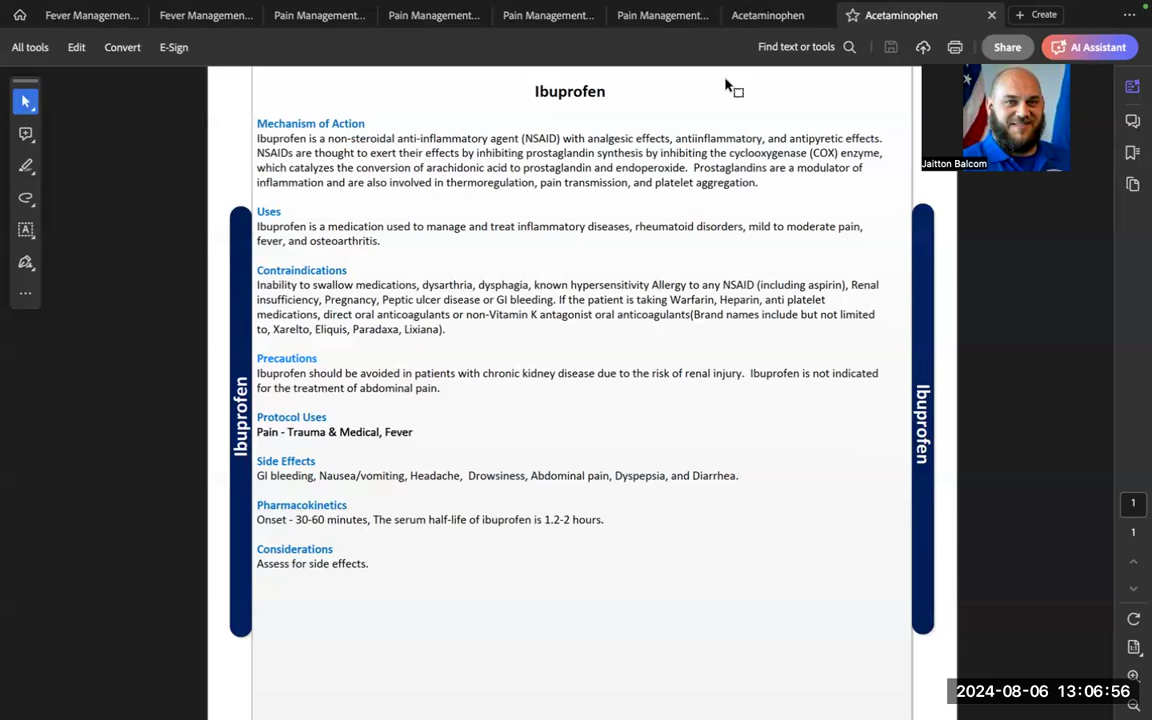 Fever Manageme...
Fever Management...
Pain Management...
Pain Management...
Pain Management...
Pain Management...
Acetaminophen
Acetaminophen
Create
All tools
Edit
Convert
E-Sign
Find text or tools
Share
AI Assistant
Jaitton Balcom
Ibuprofen
Mechanism of Action
Ibuprofen is a non-steroidal anti-inflammatory agent (NSAID) with analgesic effects, antiinflammatory, and antipyretic effects.
NSAIDs are thought to exert their effects by inhibiting prostaglandin synthesis by inhibiting the cyclooxygenase (COX) enzyme,
which catalyzes the conversion of arachidonic acid to prostaglandin and endoperoxide. Prostaglandins are a modulator of
inflammation and are also involved in thermoregulation, pain transmission, and platelet aggregation.
Uses
Ibuprofen is a medication used to manage and treat inflammatory diseases, rheumatoid disorders, mild to moderate pain,
fever, and osteoarthritis.
Contraindications
Inability to swallow medications, dysarthria, dysphagia, known hypersensitivity Allergy to any NSAID (including aspirin), Renal
insufficiency, Pregnancy, Peptic ulcer disease or GI bleeding. If the patient is taking Warfarin, Heparin, anti platelet
medications, direct oral anticoagulants or non-Vitamin K antagonist oral anticoagulants(Brand names include but not limited
to, Xarelto, Eliquis, Paradaxa, Lixiana).
Precautions
Ibuprofen should be avoided in patients with chronic kidney disease due to the risk of renal injury. Ibuprofen is not indicated
for the treatment of abdominal pain.
Protocol Uses
Pain - Trauma & Medical, Fever
Side Effects
GI bleeding, Nausea/vomiting, Headache, Drowsiness, Abdominal pain, Dyspepsia, and Diarrhea.
Pharmacokinetics
Onset - 30-60 minutes, The serum half-life of ibuprofen is 1.2-2 hours.
Considerations
Assess for side effects.
Ibuprofen
Ibuprofen
1
1
2024-08-06 13:06:56